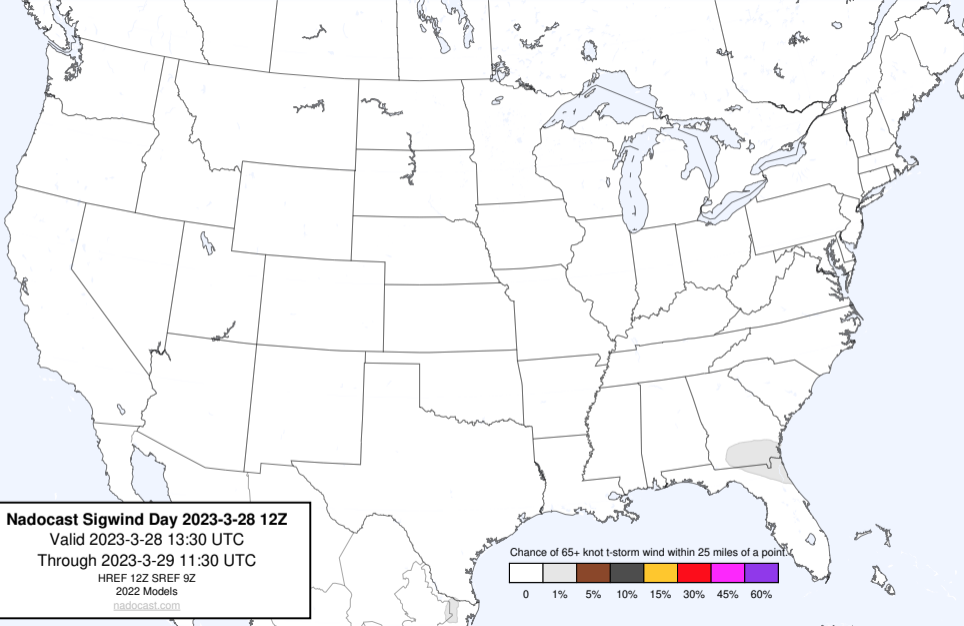 Nadocast Sigwind Day 2023-3-28 12Z
Valid 2023-3-28 13:30 UTC
Through 2023-3-29 11:30 UTC
HREF 12Z SREF 9Z
2022 Models
nadocast.com
Chance of 65+ knot t-storm wind within 25 miles of a point.
0 1% 5% 10% 15% 30% 45% 60%